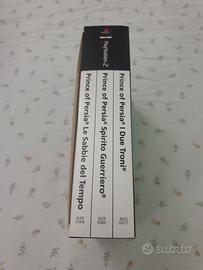 PlayStation 2
Prince of Persia® Le Sabbie del Tempo
Prince of Persia® Spirito Guerriero®
Prince of Persia® I Due Troni®
subito